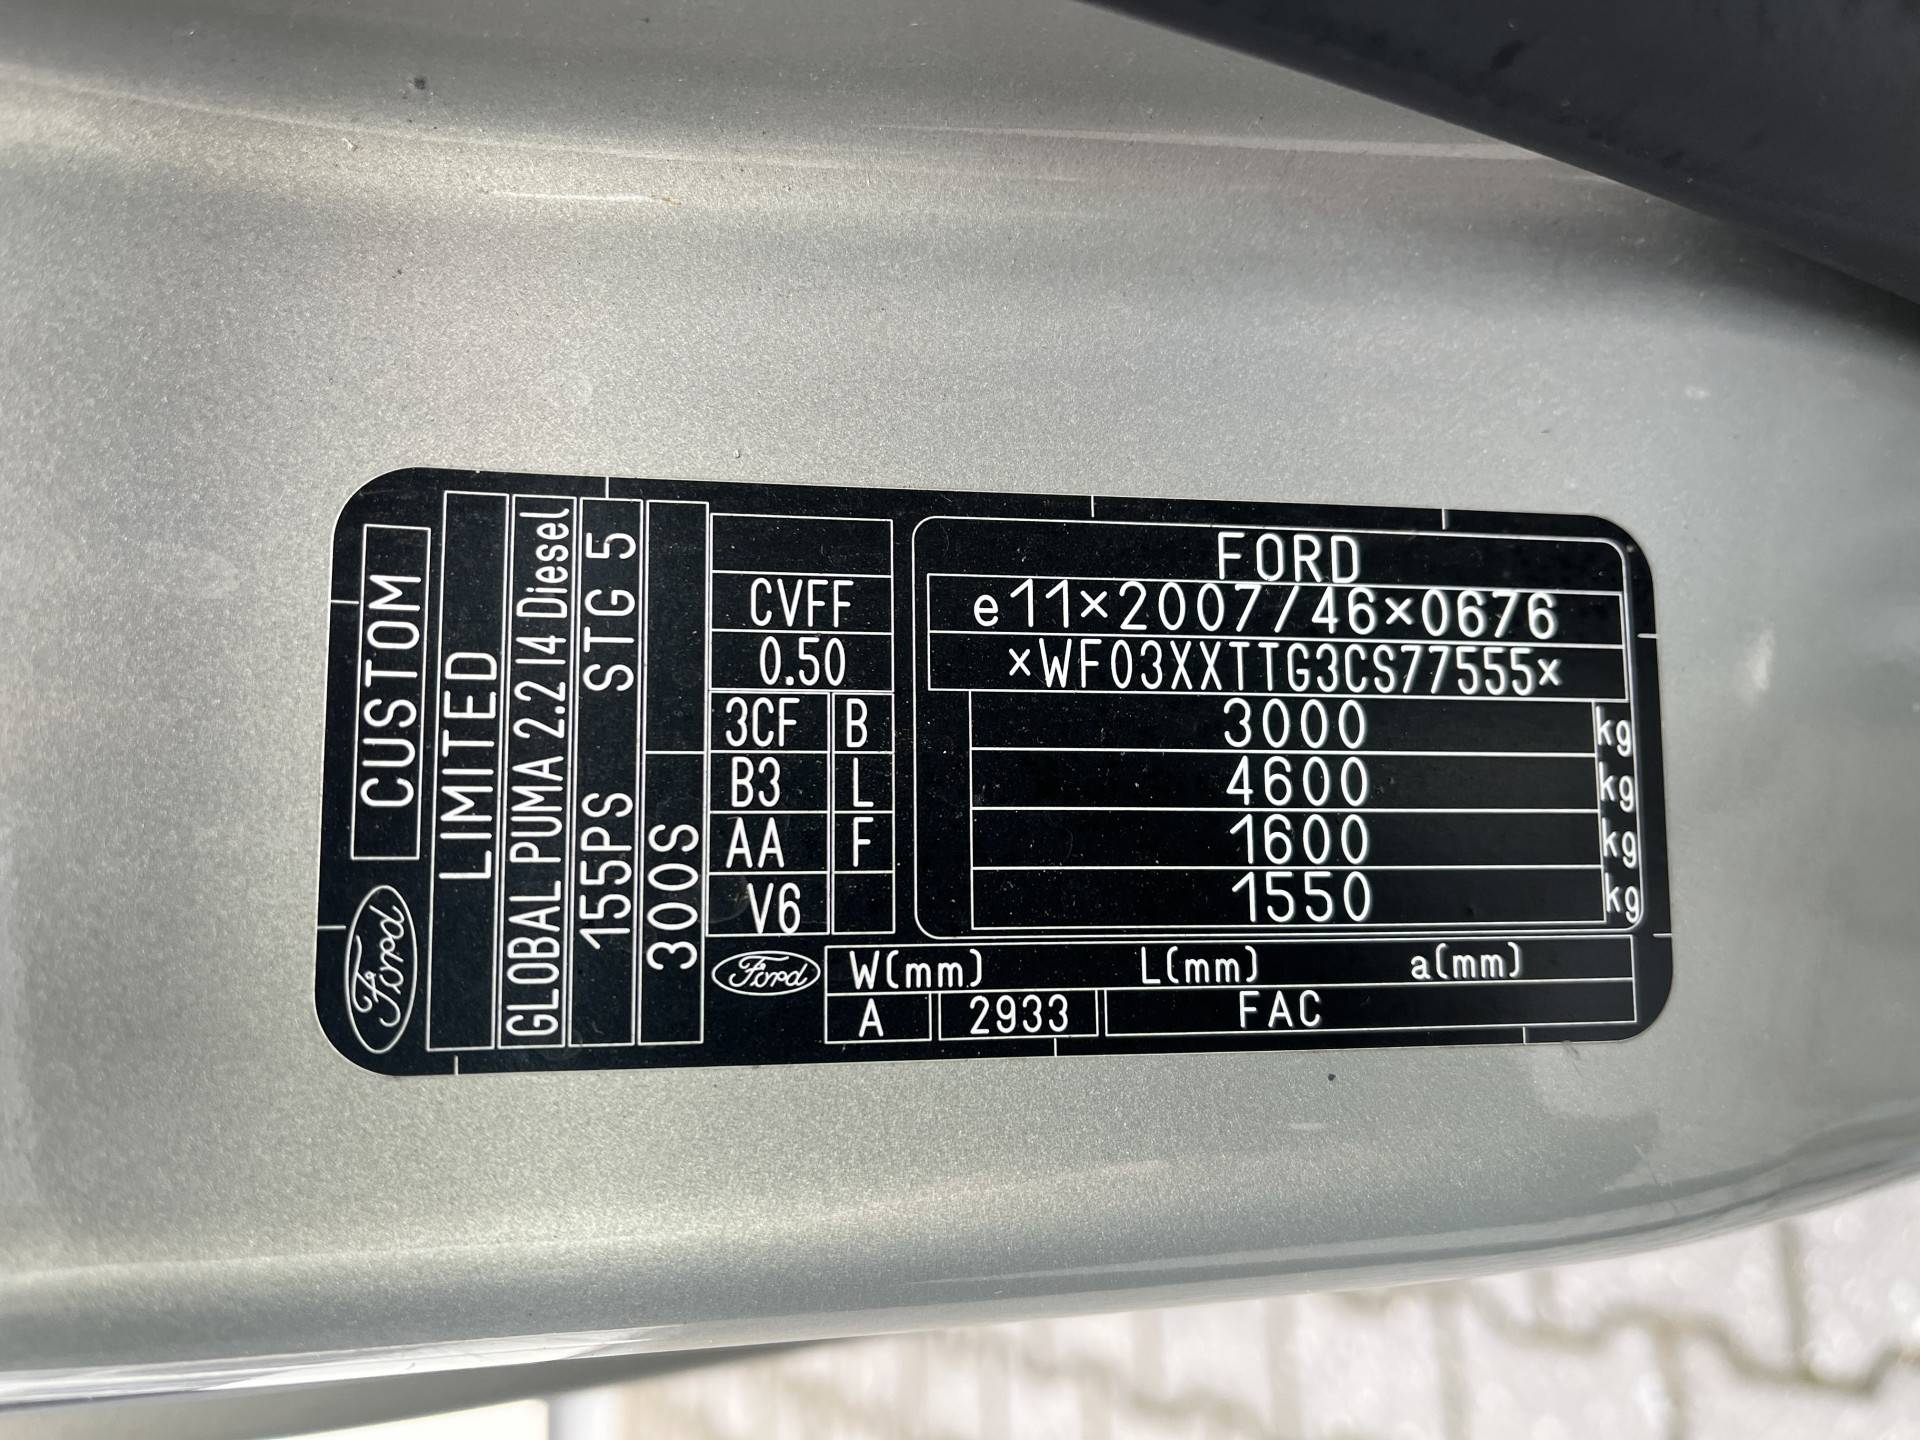 Ford CUSTOM
LIMITED
GLOBAL PUMA 2.2 I4 Diesel
155PS STG 5
300S
CVFF
0.50
3CF B
B3 L
AA F
V6
FORD
e11×2007/46×0676
×WF03XXTTG3CS77555×
3000 kg
4600 kg
1600 kg
1550 kg
Ford W(mm) L(mm) a(mm)
A 2933 FAC